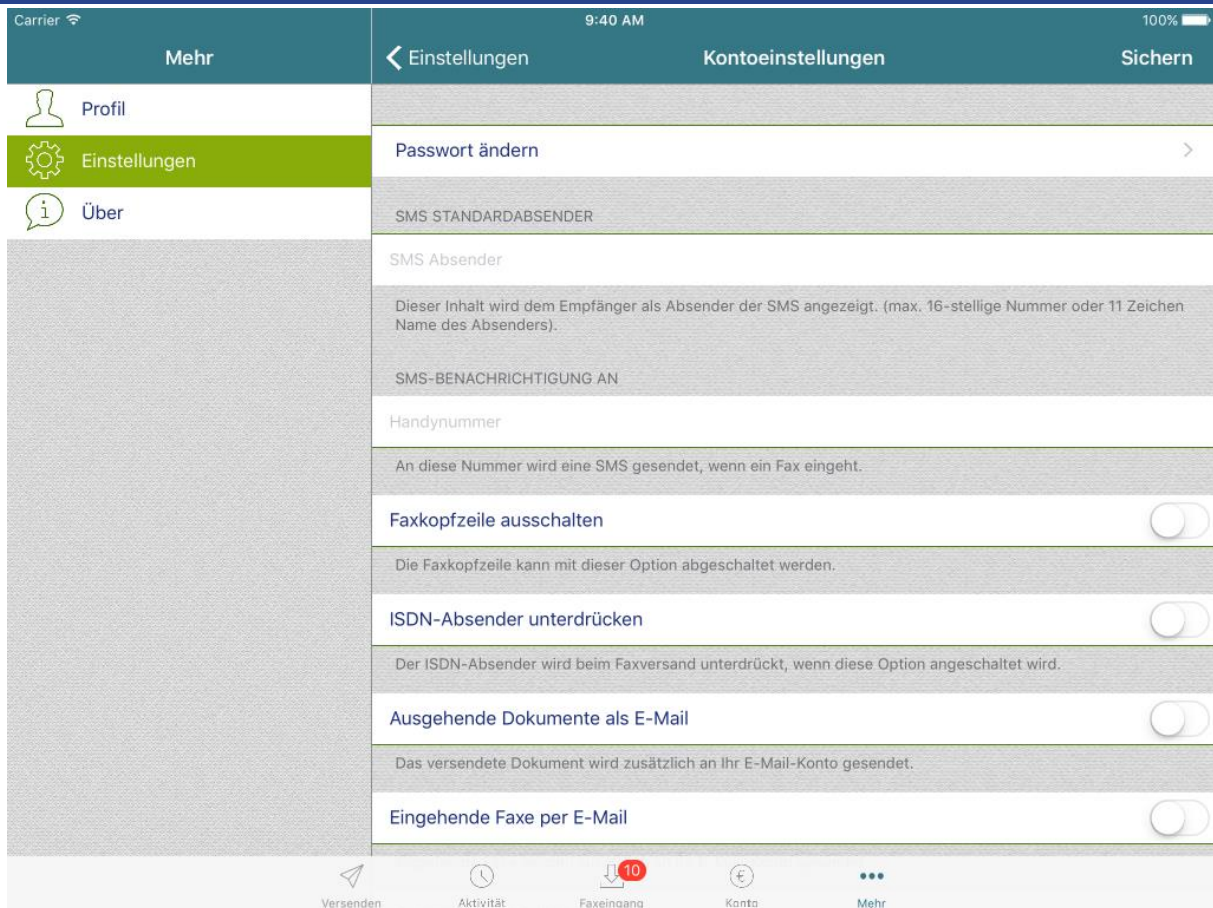 Carrier
9:40 AM
100%
Mehr
Einstellungen
Kontoeinstellungen
Sichern
Profil
Einstellungen
Über
Passwort ändern
SMS STANDARDABSENDER
SMS Absender
Dieser Inhalt wird dem Empfänger als Absender der SMS angezeigt. (max. 16-stellige Nummer oder 11 Zeichen
Name des Absenders).
SMS-BENACHRICHTIGUNG AN
Handynummer
An diese Nummer wird eine SMS gesendet, wenn ein Fax eingeht.
Faxkopfzeile ausschalten
Die Faxkopfzeile kann mit dieser Option abgeschaltet werden.
ISDN-Absender unterdrücken
Der ISDN-Absender wird beim Faxversand unterdrückt, wenn diese Option angeschaltet wird.
Ausgehende Dokumente als E-Mail
Das versendete Dokument wird zusätzlich an Ihr E-Mail-Konto gesendet.
Eingehende Faxe per E-Mail
10
Versenden
Aktivität
Faxeingang
Konto
Mehr